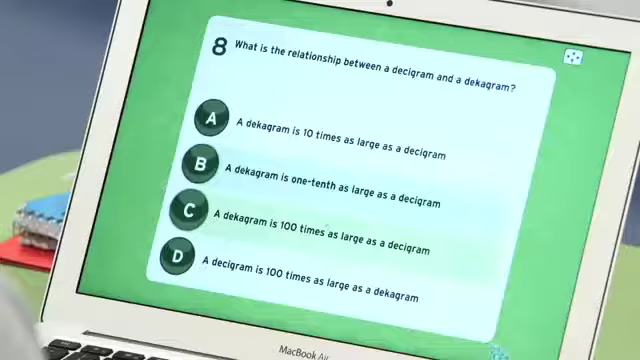 8 What is the relationship between a decigram and a dekagram?
A A dekagram is 10 times as large as a decigram
B A dekagram is one-tenth as large as a decigram
C A dekagram is 100 times as large as a decigram
D A decigram is 100 times as large as a dekagram
MacBook Air